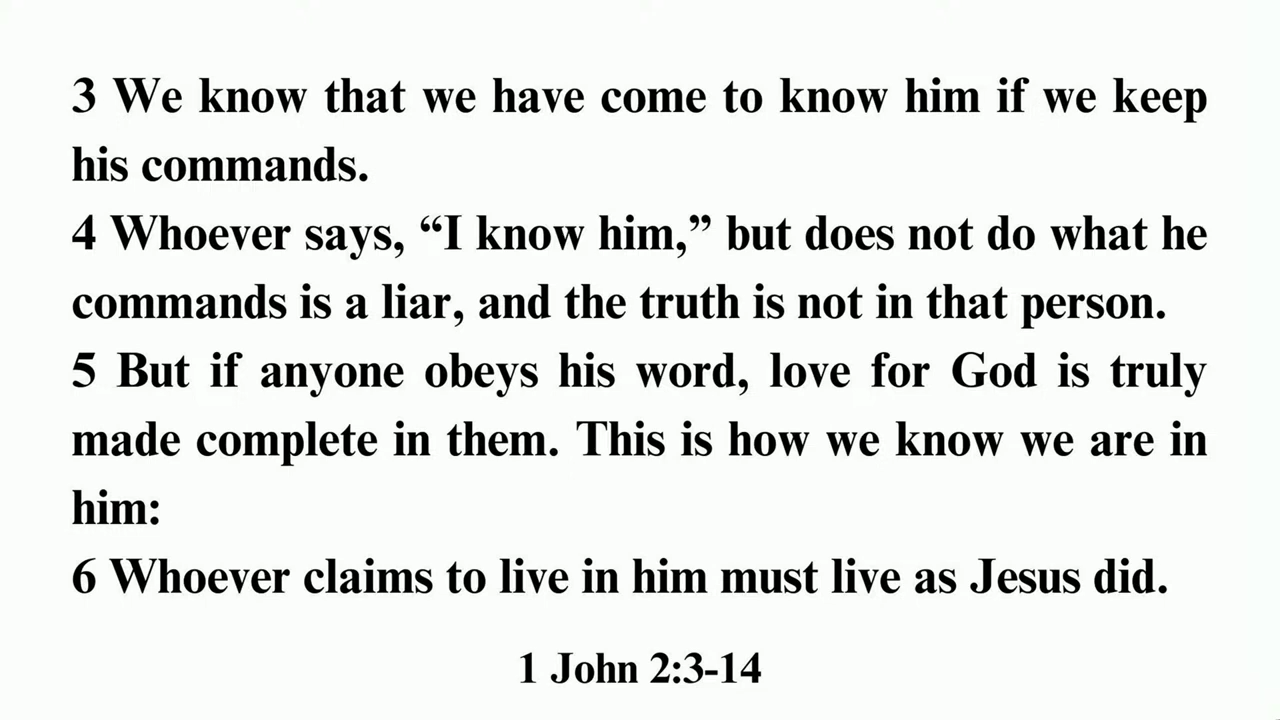 3 We know that we have come to know him if we keep
his commands.
4 Whoever says, “I know him,” but does not do what he
commands is a liar, and the truth is not in that person.
5 But if anyone obeys his word, love for God is truly
made complete in them. This is how we know we are in
him:
6 Whoever claims to live in him must live as Jesus did.
1 John 2:3-14